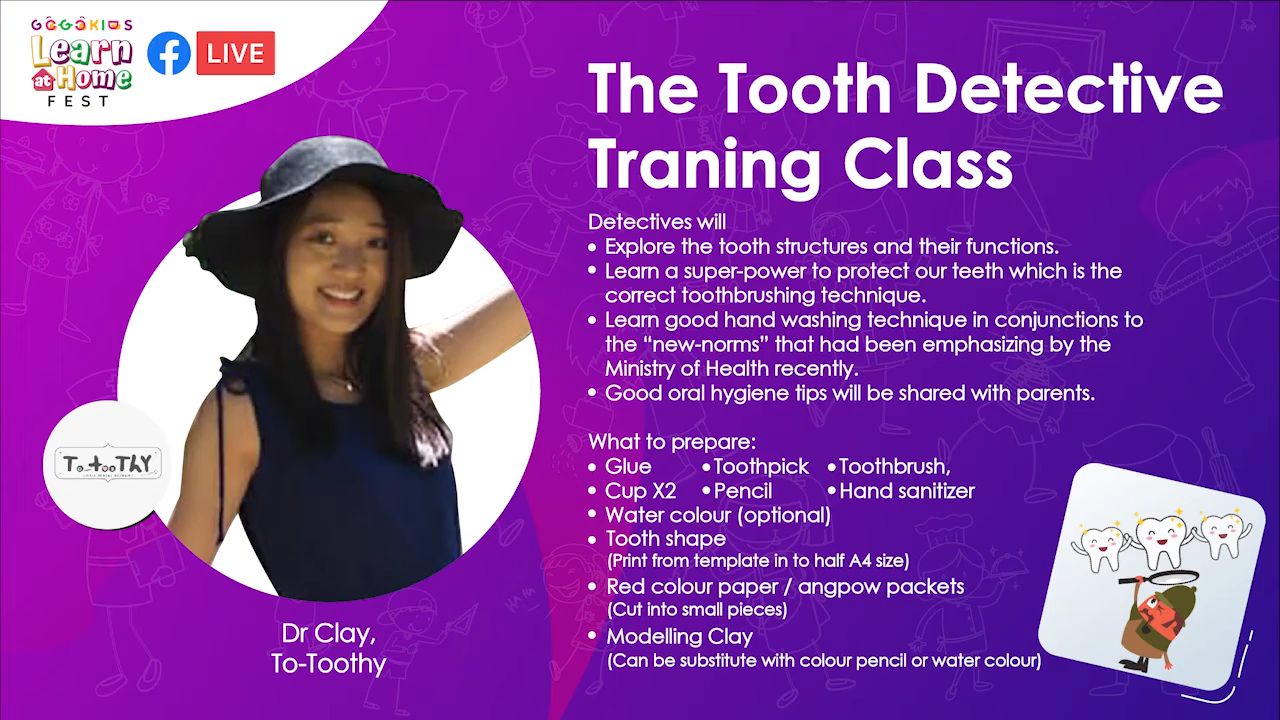 GOGOKIDS
Learn
at Home
FEST
LIVE
The Tooth Detective
Traning Class
Detectives will
• Explore the tooth structures and their functions.
• Learn a super-power to protect our teeth which is the
correct toothbrushing technique.
• Learn good hand washing technique in conjunctions to
the “new-norms” that had been emphasizing by the
Ministry of Health recently.
• Good oral hygiene tips will be shared with parents.
What to prepare:
• Glue • Toothpick • Toothbrush,
• Cup X2 • Pencil • Hand sanitizer
• Water colour (optional)
• Tooth shape
(Print from template in to half A4 size)
• Red colour paper / angpow packets
(Cut into small pieces)
• Modelling Clay
(Can be substitute with colour pencil or water colour)
To-tooThY
Dr Clay,
To-Toothy